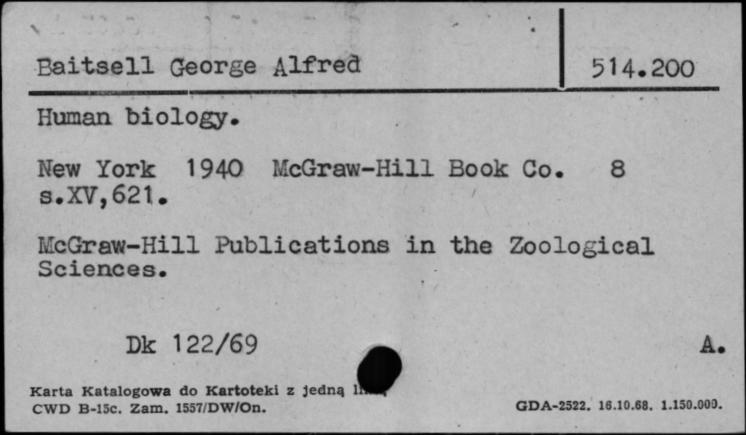 Baitsell George Alfred 514.200
Human biology.
New York 1940 McGraw-Hill Book Co. 8
s.XV,621.
McGraw-Hill Publications in the Zoological
Sciences.
Dk 122/69 A.
Karta Katalogowa do Kartoteki z jedną
CWD B-15c. Zam. 1557/DW/On. GDA-2522. 16.10.68. 1.150.000.